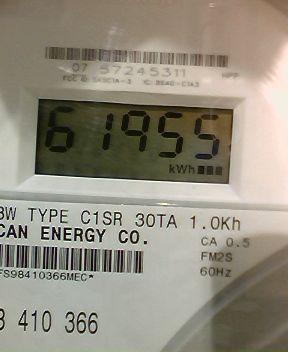 07 57245311
61955
kWh
3W TYPE C1SR 30TA 1.0Kh
CAN ENERGY CO.
CA 0.5
FM2S
60Hz
FS98410366MEC*
410 366